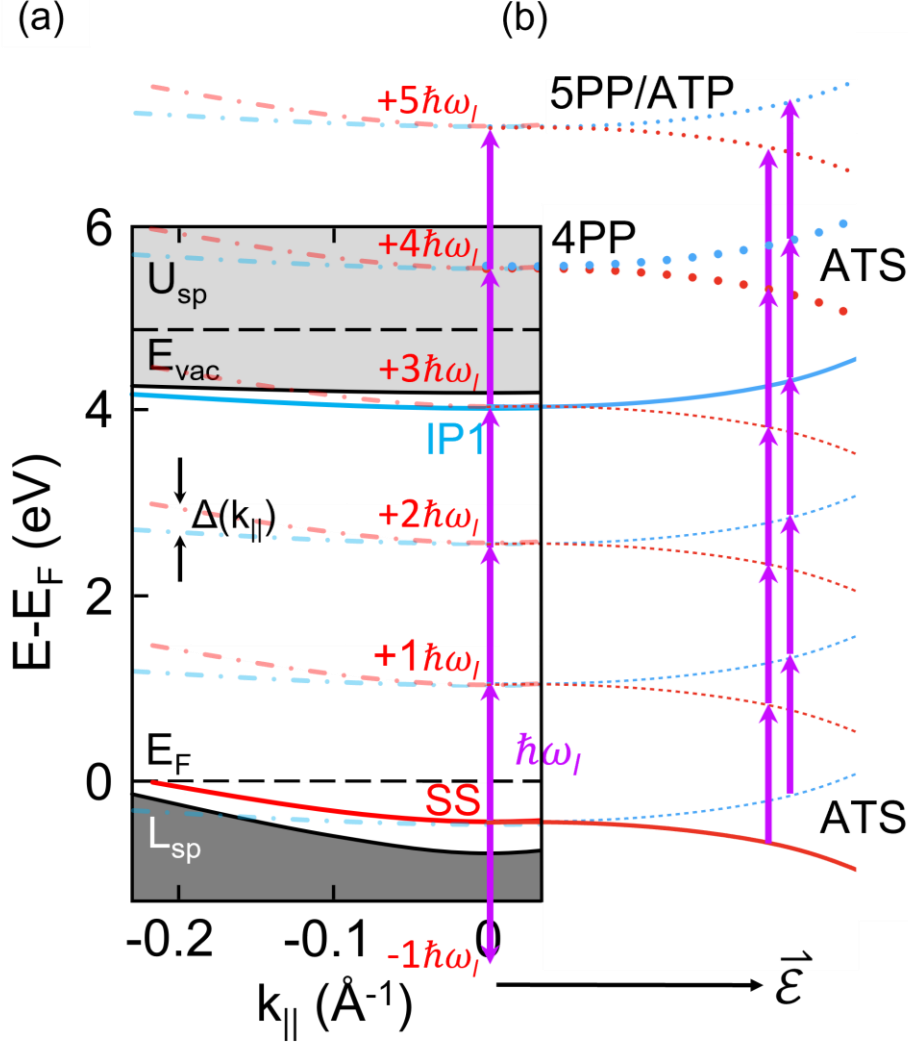 (a) (b)
+5ħω_l 5PP/ATP
6
+4ħω_l 4PP
U_sp ATS
E_vac
+3ħω_l
4
IP1
Δ(k_||)
+2ħω_l
2
+1ħω_l
E_F ħω_l
0
SS
L_sp ATS
-0.2 -0.1 0
-1ħω_l
k_|| (Å⁻¹)
E-E_F (eV)
ε⃗